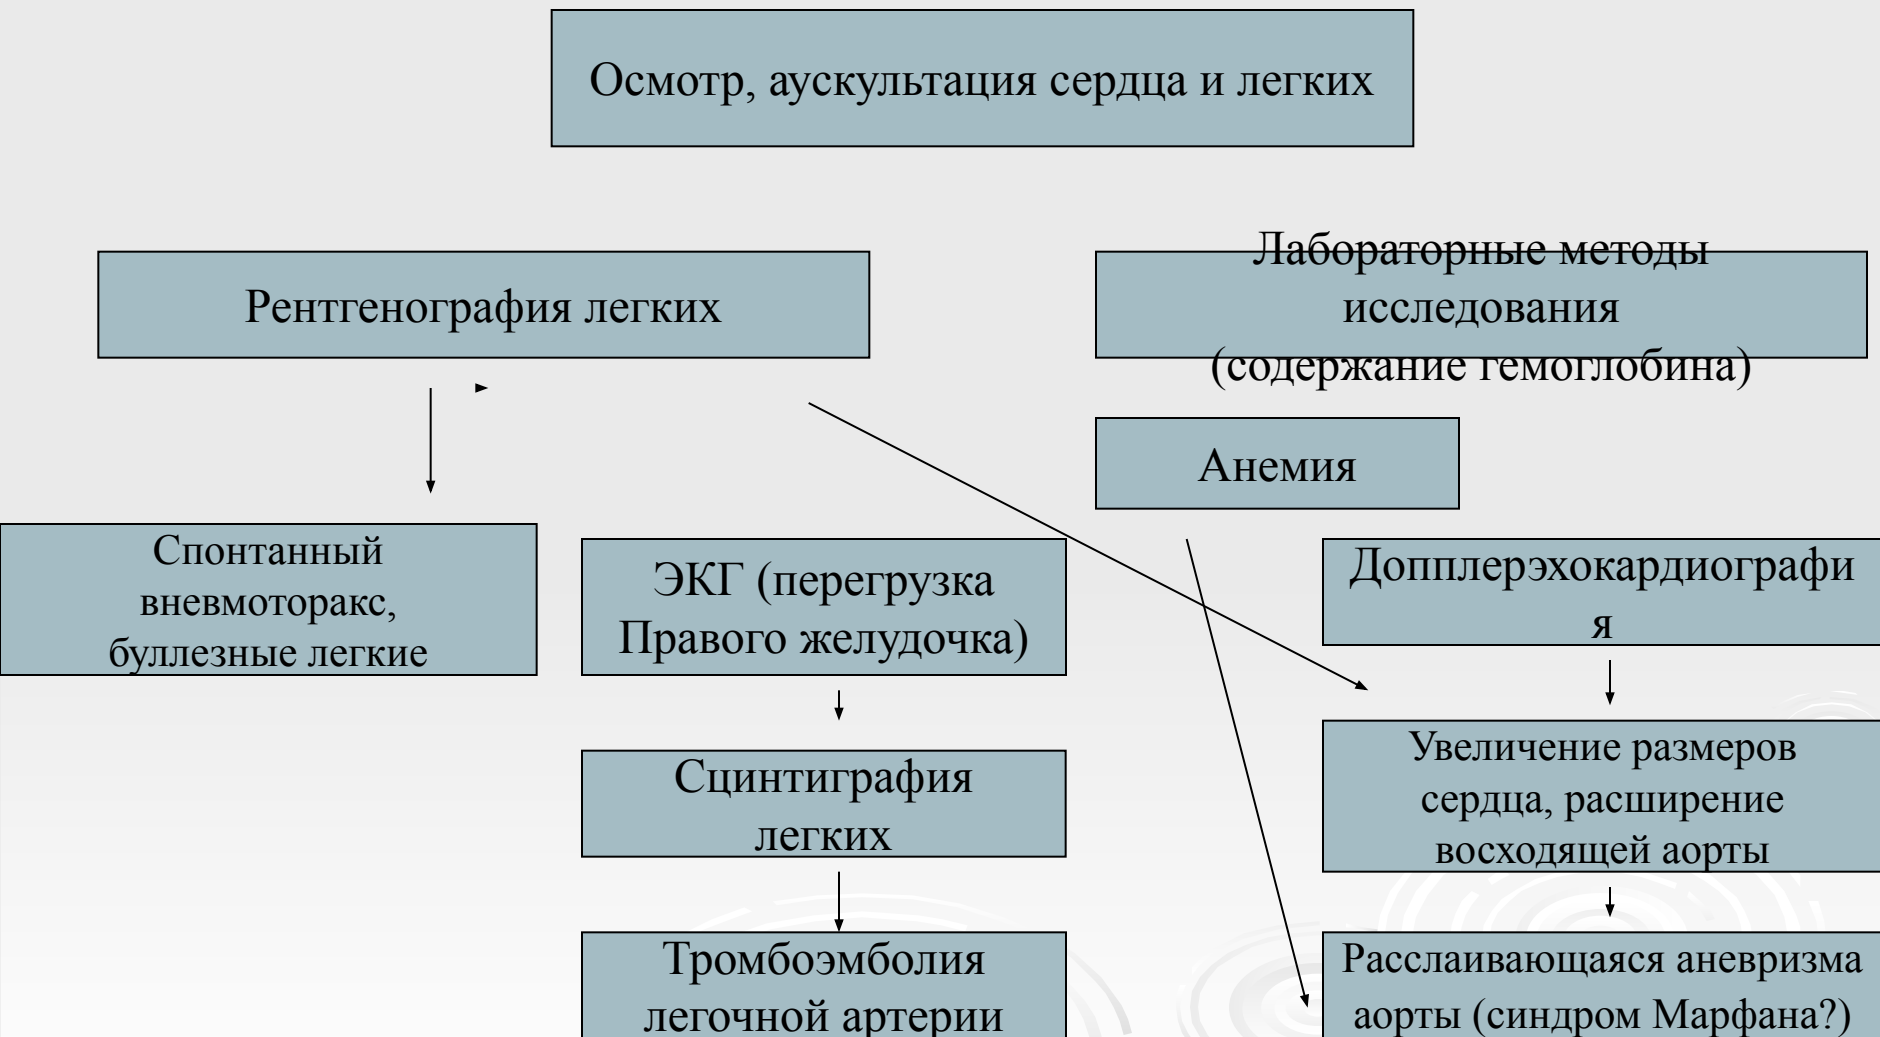 Осмотр, аускультация сердца и легких
Рентгенография легких
Лабораторные методы
исследования
(содержание гемоглобина)
Анемия
Спонтанный
вневмоторакс,
буллезные легкие
ЭКГ (перегрузка
Правого желудочка)
Допплерэхокардиографи
я
Сцинтиграфия
легких
Увеличение размеров
сердца, расширение
восходящей аорты
Тромбоэмболия
легочной артерии
Расслаивающаяся аневризма
аорты (синдром Марфана?)